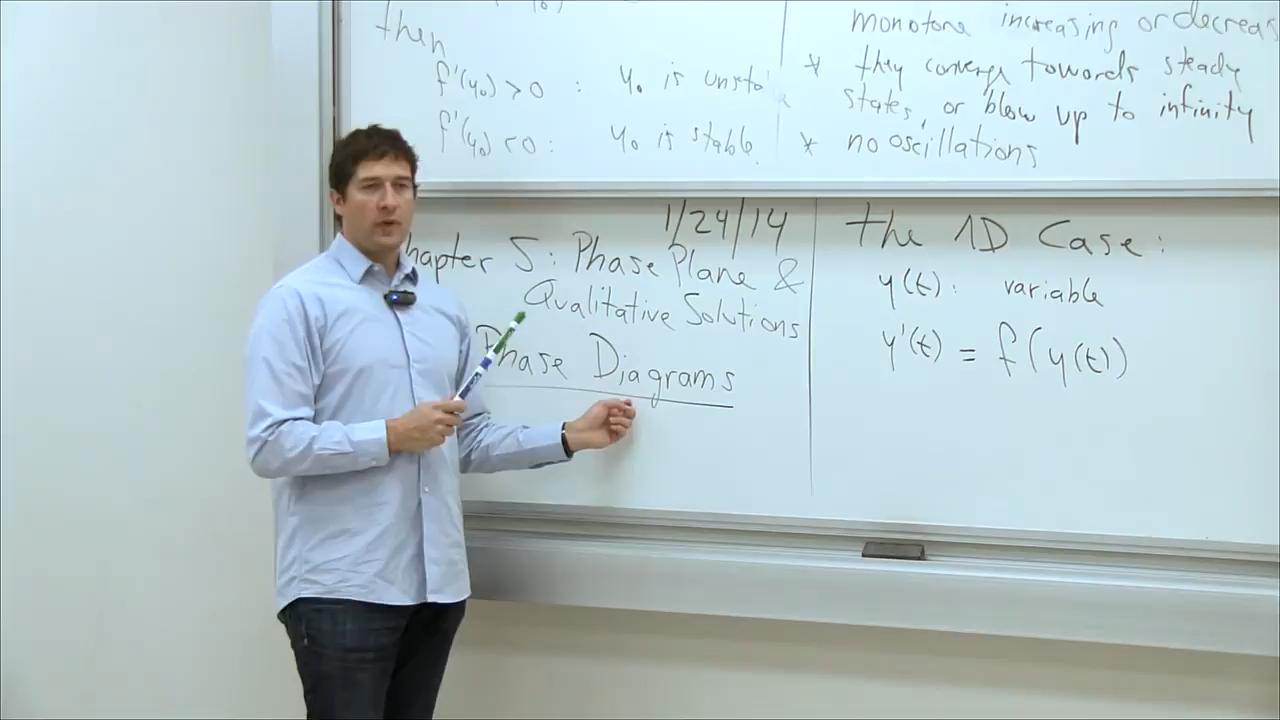 then
f'(y₀) > 0 : y₀ is
f'(y₀) < 0 : y₀ is stable.
monotone increasing or decreas
* they converge towards steady
states, or blow up to infinity
* no oscillations
1/24/14
hapter 5: Phase Plane &
Qualitative Solutions
Phase Diagrams
the 1D Case:
y(t): variable
y'(t) = f(y(t))